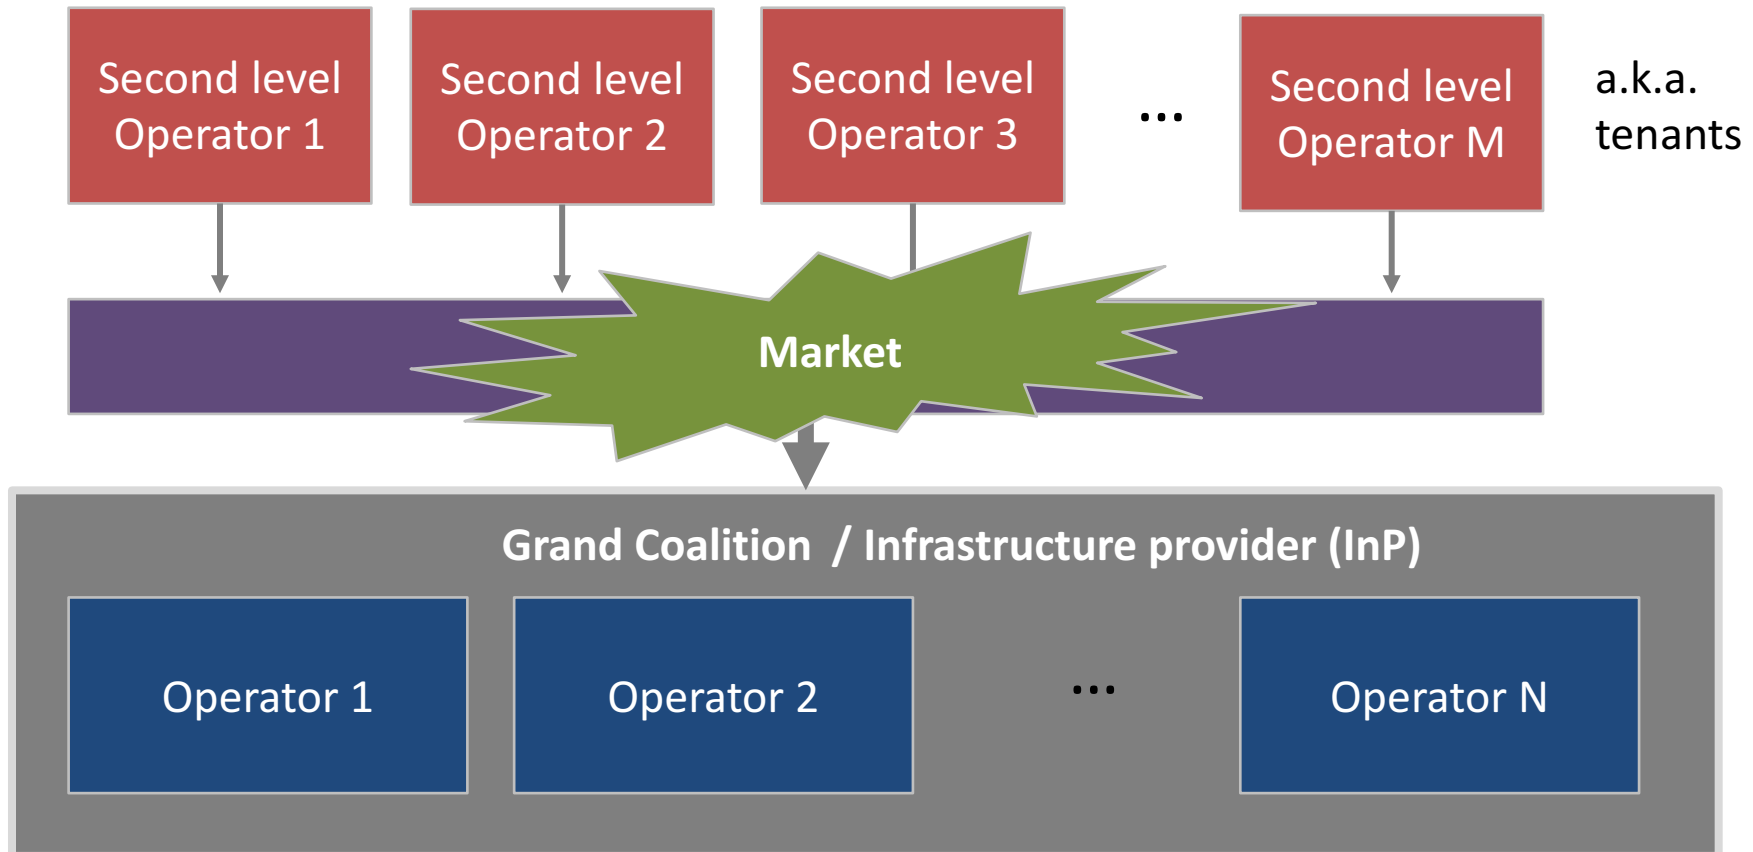 Second level
Operator 1
Second level
Operator 2
Second level
Operator 3
...
Second level
Operator M
a.k.a.
tenants
Market
Grand Coalition / Infrastructure provider (InP)
Operator 1
Operator 2
...
Operator N